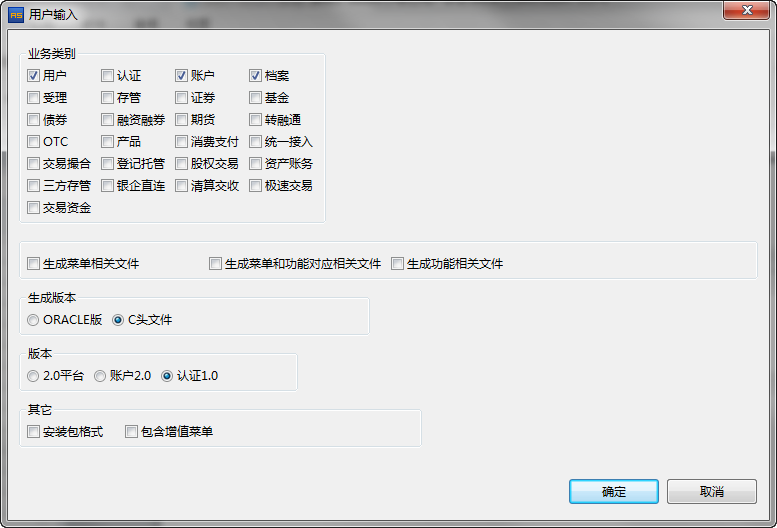 用户输入
业务类别
用户 认证 账户 档案
受理 存管 证券 基金
债券 融资融券 期货 转融通
OTC 产品 消费支付 统一接入
交易撮合 登记托管 股权交易 资产账务
三方存管 银企直连 清算交收 极速交易
交易资金
生成菜单相关文件 生成菜单和功能对应相关文件 生成功能相关文件
生成版本
ORACLE版 C头文件
版本
2.0平台 账户2.0 认证1.0
其它
安装包格式 包含增值菜单
确定 取消